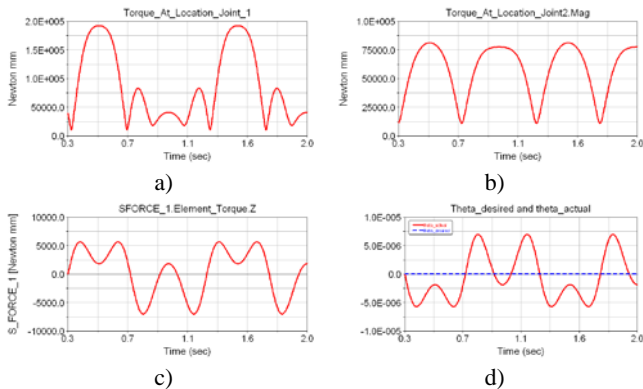 Torque_At_Location_Joint_1
Newton mm
2.0E+005
1.5E+005
1.0E+005
50000.0
0.0
0.3 0.7 1.1 1.6 2.0
Time (sec)
a)
Torque_At_Location_Joint2.Mag
Newton mm
1.0E+005
75000.0
50000.0
25000.0
0.0
0.3 0.7 1.1 1.6 2.0
Time (sec)
b)
SFORCE_1.Element_Torque.Z
S_FORCE_1 [Newton mm]
10000.0
5000.0
0.0
-5000.0
-10000.0
0.3 0.7 1.1 1.6 2.0
Time (sec)
c)
Theta_desired and theta_actual
1.0E-005
5.0E-006
0.0
-5.0E-006
-1.0E-005
0.3 0.7 1.1 1.6 2.0
Time (sec)
d)